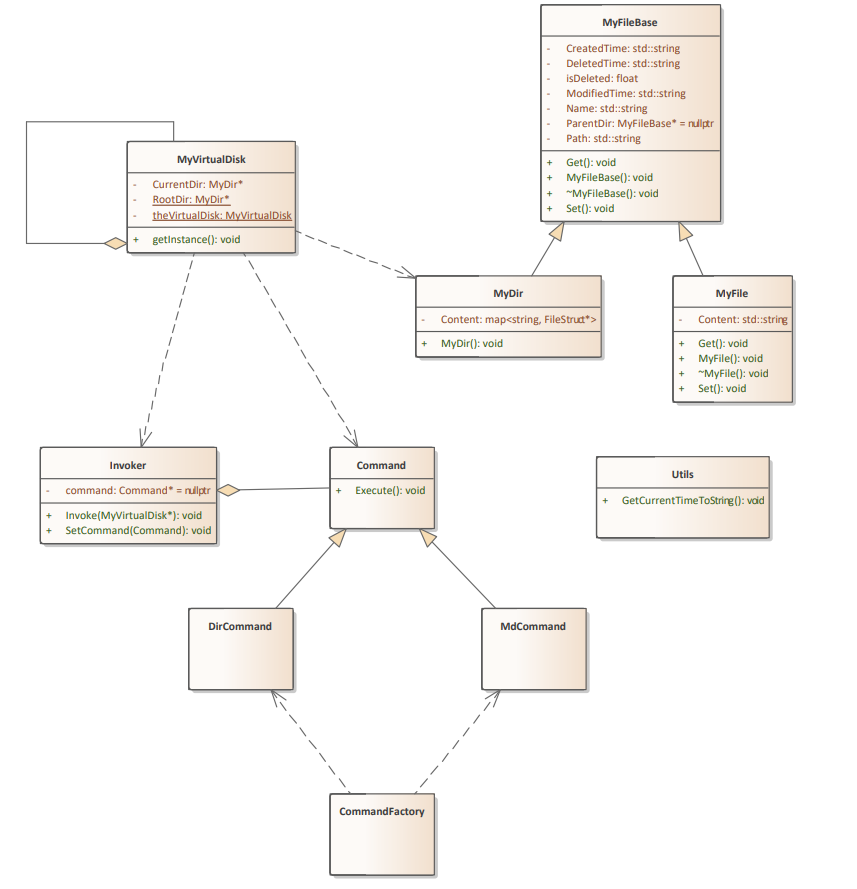 MyFileBase
- CreatedTime: std::string
- DeletedTime: std::string
- isDeleted: float
- ModifiedTime: std::string
- Name: std::string
- ParentDir: MyFileBase* = nullptr
- Path: std::string
+ Get(): void
+ MyFileBase(): void
+ ~MyFileBase(): void
+ Set(): void
MyVirtualDisk
- CurrentDir: MyDir*
- RootDir: MyDir*
- theVirtualDisk: MyVirtualDisk
+ getInstance(): void
MyDir
- Content: map<string, FileStruct*>
+ MyDir(): void
MyFile
- Content: std::string
+ Get(): void
+ MyFile(): void
+ ~MyFile(): void
+ Set(): void
Invoker
- command: Command* = nullptr
+ Invoke(MyVirtualDisk*): void
+ SetCommand(Command): void
Command
+ Execute(): void
Utils
+ GetCurrentTimeToString(): void
DirCommand
MdCommand
CommandFactory